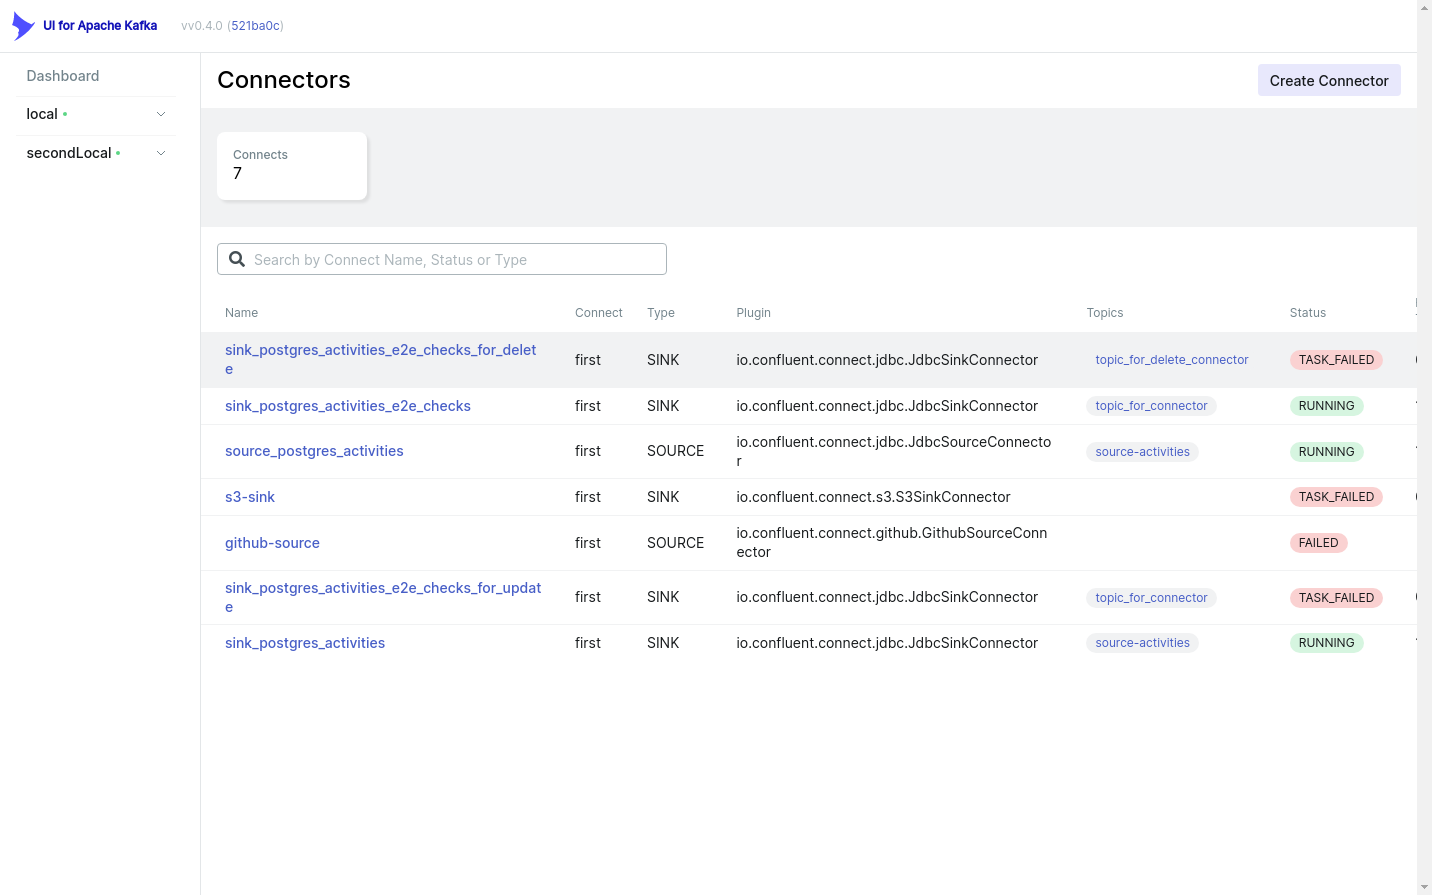 UI for Apache Kafka vv0.4.0 (521ba0c)
Dashboard
local
secondLocal
Connectors
Create Connector
Connects
7
Search by Connect Name, Status or Type
Name Connect Type Plugin Topics Status
sink_postgres_activities_e2e_checks_for_delet
e
first SINK io.confluent.connect.jdbc.JdbcSinkConnector topic_for_delete_connector TASK_FAILED
sink_postgres_activities_e2e_checks first SINK io.confluent.connect.jdbc.JdbcSinkConnector topic_for_connector RUNNING
source_postgres_activities first SOURCE io.confluent.connect.jdbc.JdbcSourceConnecto
r
source-activities RUNNING
s3-sink first SINK io.confluent.connect.s3.S3SinkConnector TASK_FAILED
github-source first SOURCE io.confluent.connect.github.GithubSourceConn
ector
FAILED
sink_postgres_activities_e2e_checks_for_updat
e
first SINK io.confluent.connect.jdbc.JdbcSinkConnector topic_for_connector TASK_FAILED
sink_postgres_activities first SINK io.confluent.connect.jdbc.JdbcSinkConnector source-activities RUNNING